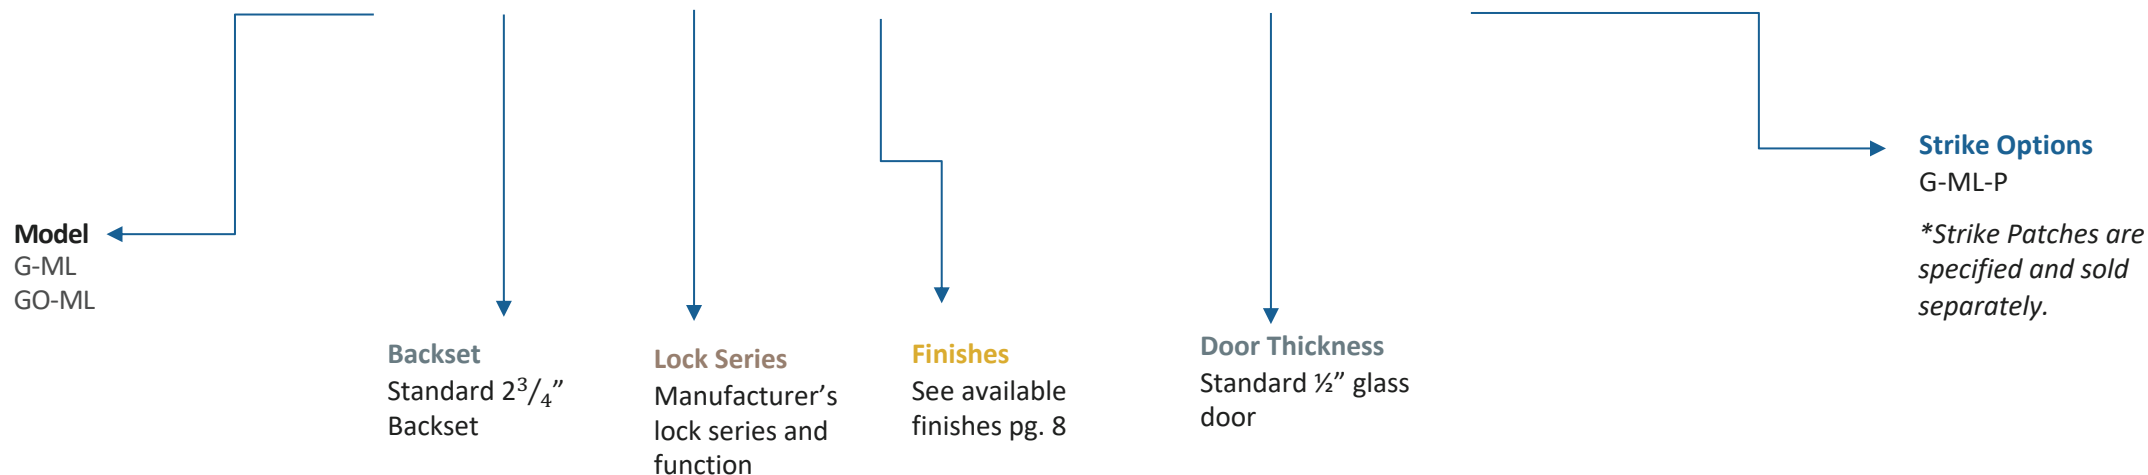 Model
G-ML
GO-ML
Backset
Standard 2 3/4”
Backset
Lock Series
Manufacturer’s
lock series and
function
Finishes
See available
finishes pg. 8
Door Thickness
Standard ½” glass
door
Strike Options
G-ML-P
*Strike Patches are
specified and sold
separately.